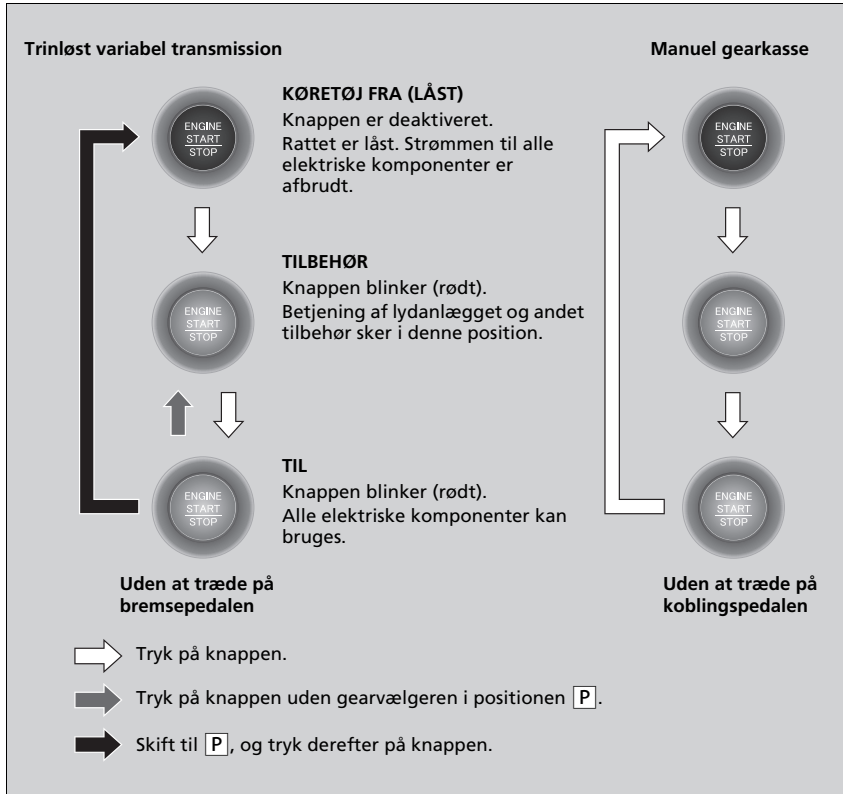 Trinløst variabel transmission
ENGINE
START
STOP
KØRETØJ FRA (LÅST)
Knappen er deaktiveret.
Rattet er låst. Strømmen til alle
elektriske komponenter er
afbrudt.
ENGINE
START
STOP
TILBEHØR
Knappen blinker (rødt).
Betjening af lydanlægget og andet
tilbehør sker i denne position.
ENGINE
START
STOP
TIL
Knappen blinker (rødt).
Alle elektriske komponenter kan
bruges.
Uden at træde på
bremsepedalen
Manuel gearkasse
ENGINE
START
STOP
ENGINE
START
STOP
ENGINE
START
STOP
Uden at træde på
koblingspedalen
Tryk på knappen.
Tryk på knappen uden gearvælgeren i positionen P.
Skift til P, og tryk derefter på knappen.